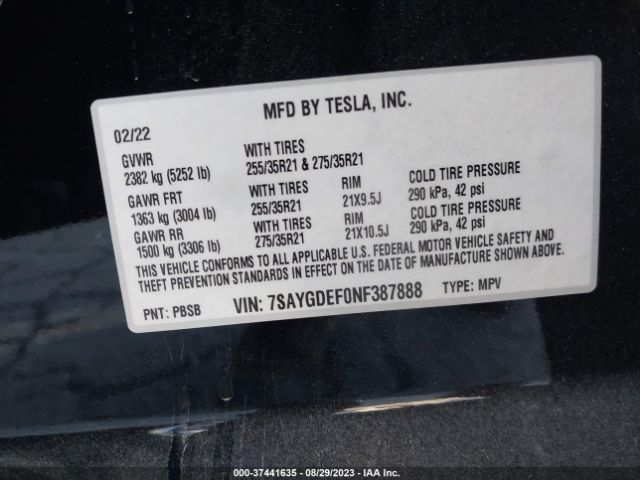 MFD BY TESLA, INC.
02/22
GVWR WITH TIRES
2382 kg (5252 lb) 255/35R21 & 275/35R21
GAWR FRT WITH TIRES RIM COLD TIRE PRESSURE
1363 kg (3004 lb) 255/35R21 21X9.5J 290 kPa, 42 psi
GAWR RR WITH TIRES RIM COLD TIRE PRESSURE
1500 kg (3306 lb) 275/35R21 21X10.5J 290 kPa, 42 psi
THIS VEHICLE CONFORMS TO ALL APPLICABLE U.S. FEDERAL MOTOR VEHICLE SAFETY AND
THEFT PREVENTION STANDARDS IN EFFECT ON THE DATE OF MANUFACTURE SHOWN ABOVE.
PNT: PBSB VIN: 7SAYGDEF0NF387888 TYPE: MPV
000-37441635 - 08/29/2023 - IAA Inc.